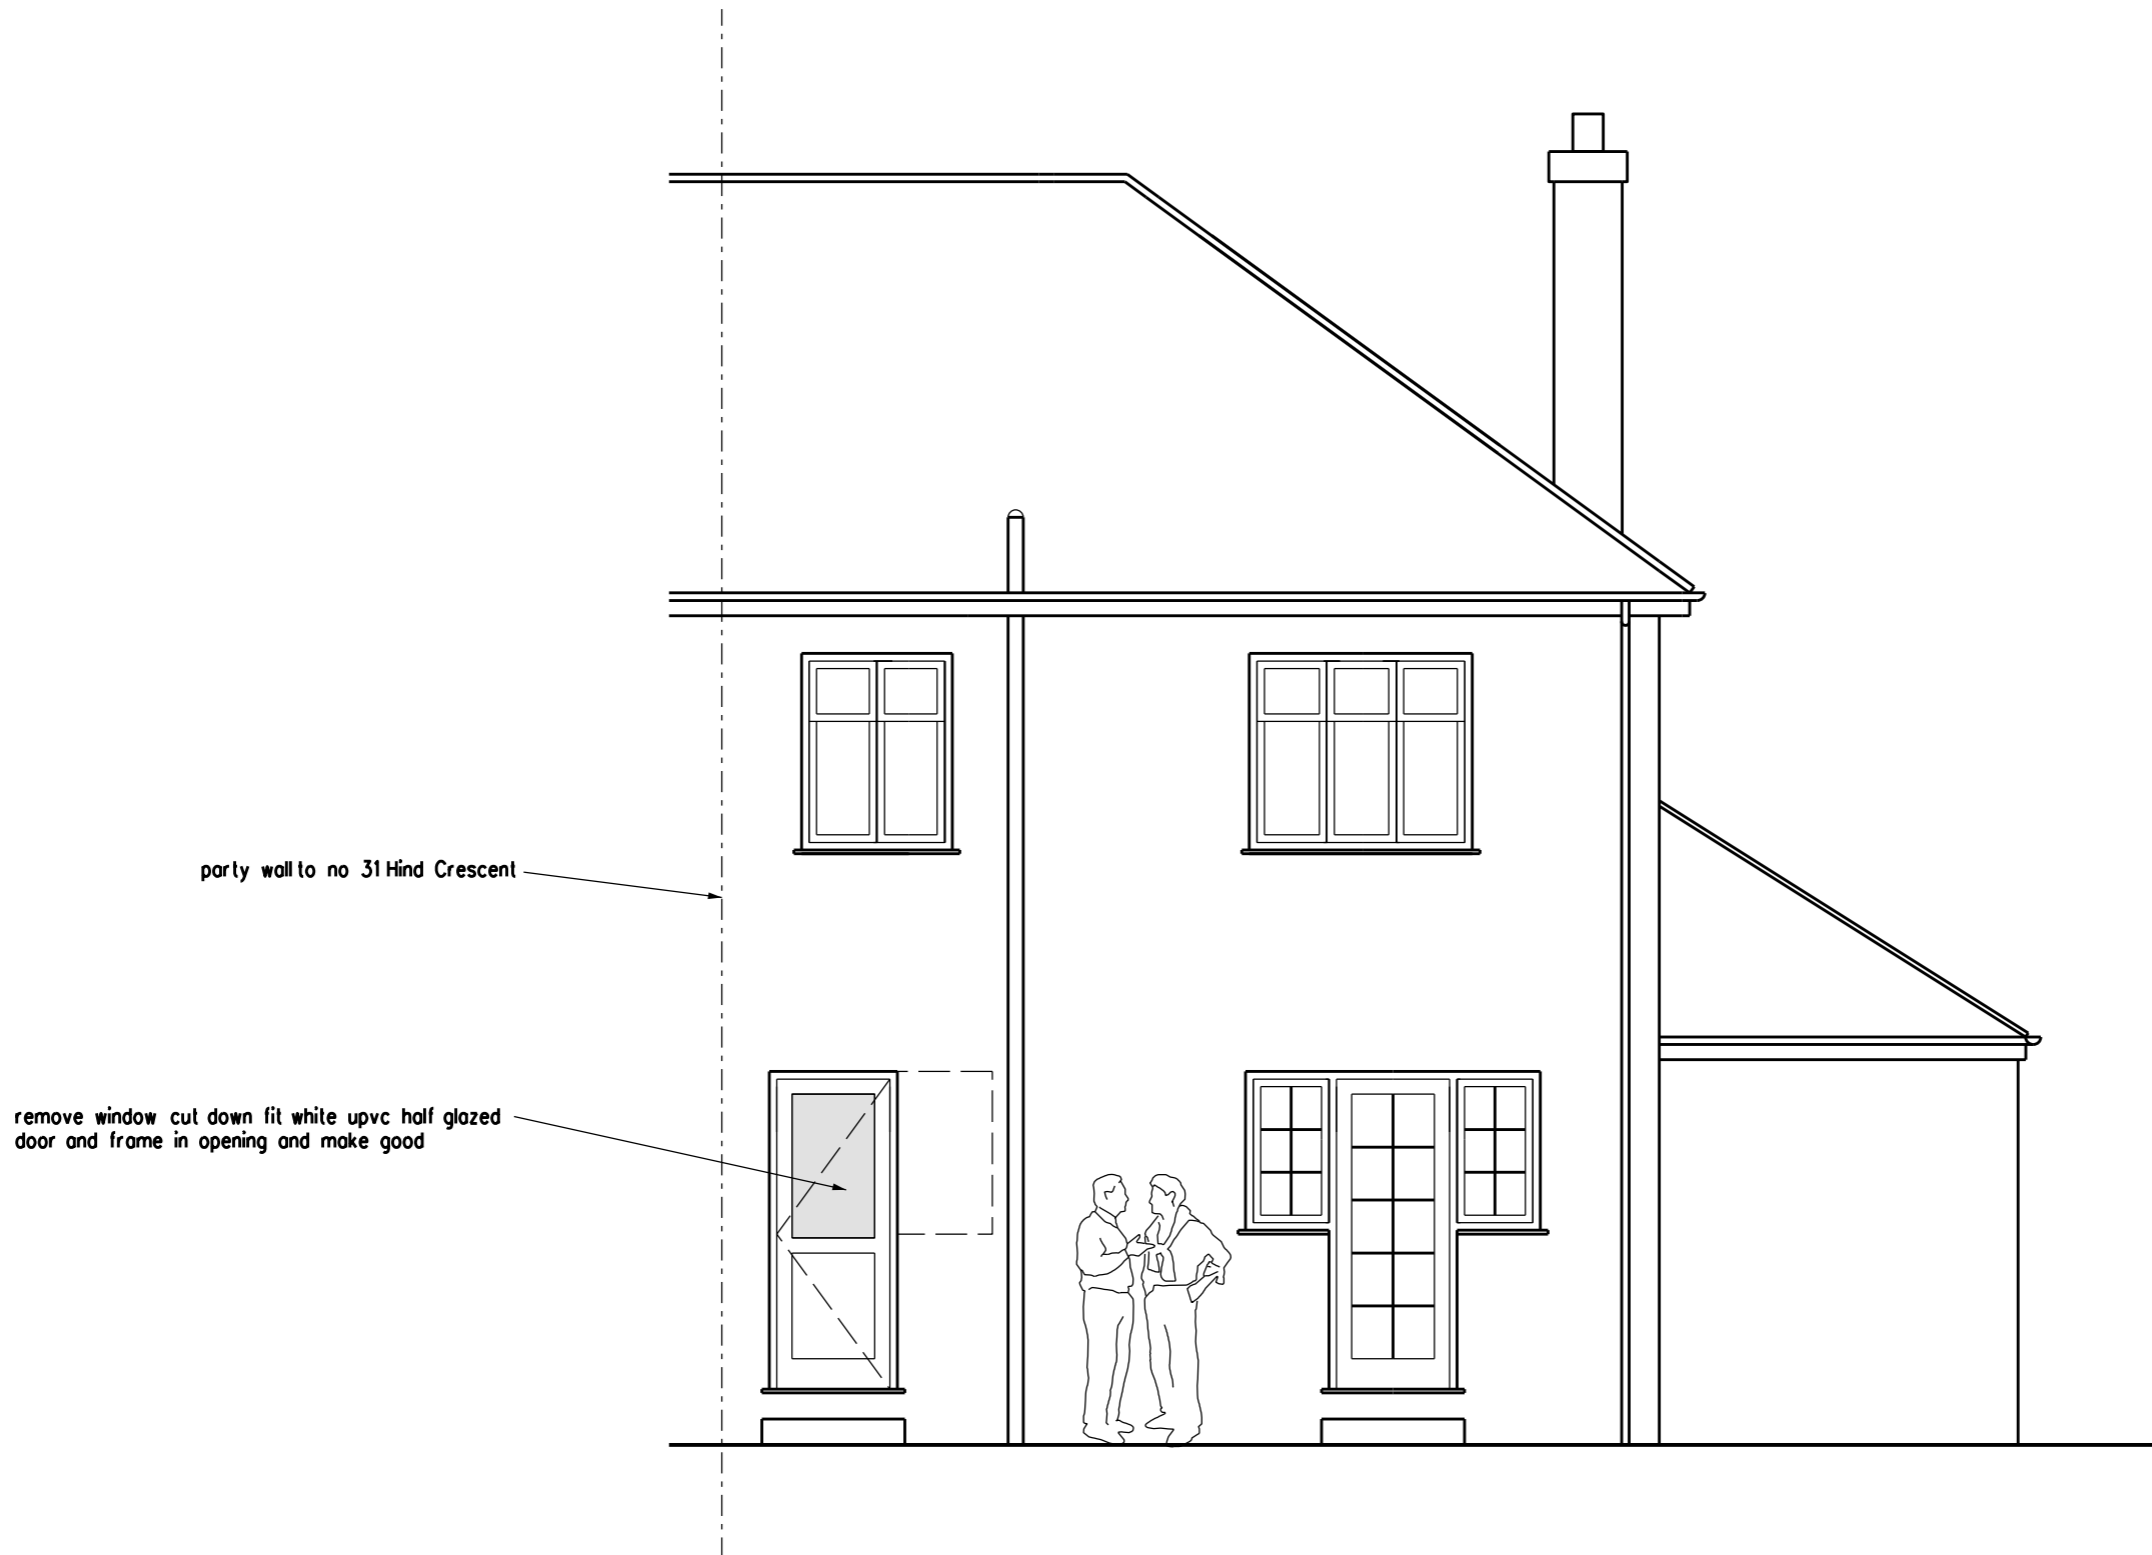 party wall to no 31 Hind Crescent
remove window cut down fit white upvc half glazed
door and frame in opening and make good